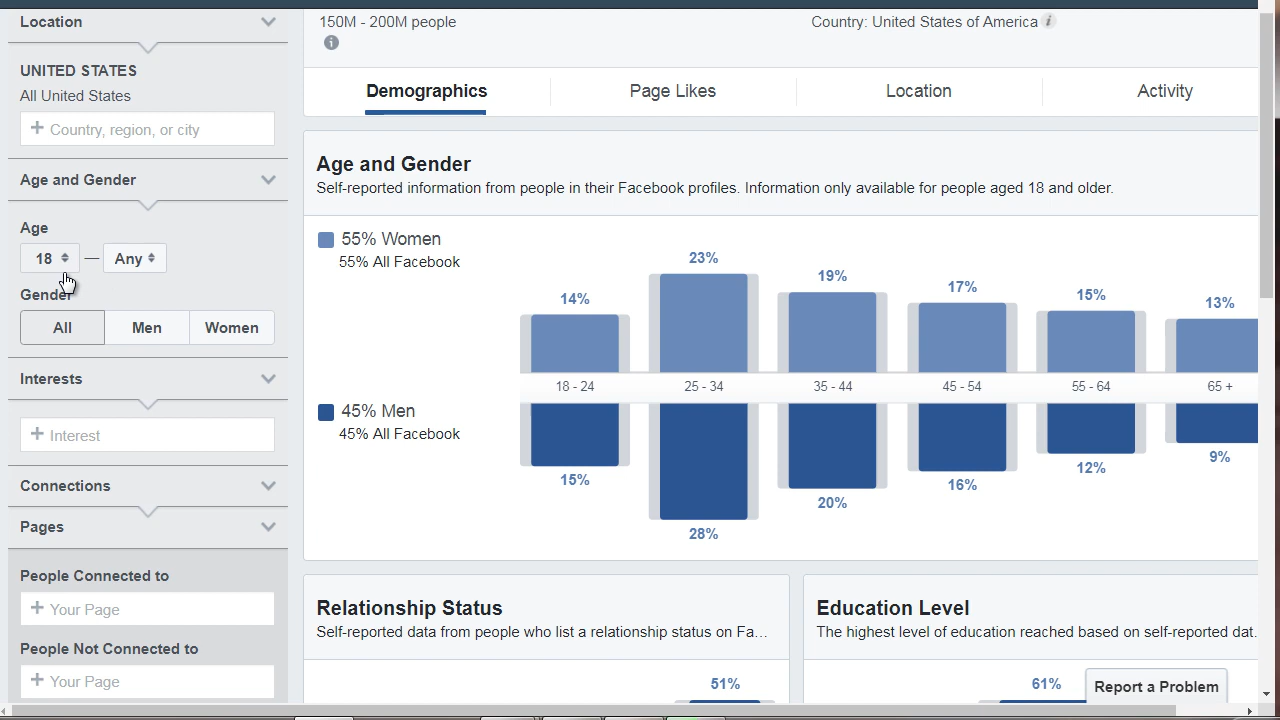 Location
UNITED STATES
All United States
+ Country, region, or city
Age and Gender
Age
18 — Any
Gender
All Men Women
Interests
+ Interest
Connections
Pages
People Connected to
+ Your Page
People Not Connected to
+ Your Page
150M - 200M people
Country: United States of America
Demographics Page Likes Location Activity
Age and Gender
Self-reported information from people in their Facebook profiles. Information only available for people aged 18 and older.
55% Women
55% All Facebook
14% 23% 19% 17% 15% 13%
18 - 24 25 - 34 35 - 44 45 - 54 55 - 64 65 +
45% Men
45% All Facebook
15% 28% 20% 16% 12% 9%
Relationship Status
Self-reported data from people who list a relationship status on Fa...
51%
Education Level
The highest level of education reached based on self-reported dat.
61%
Report a Problem